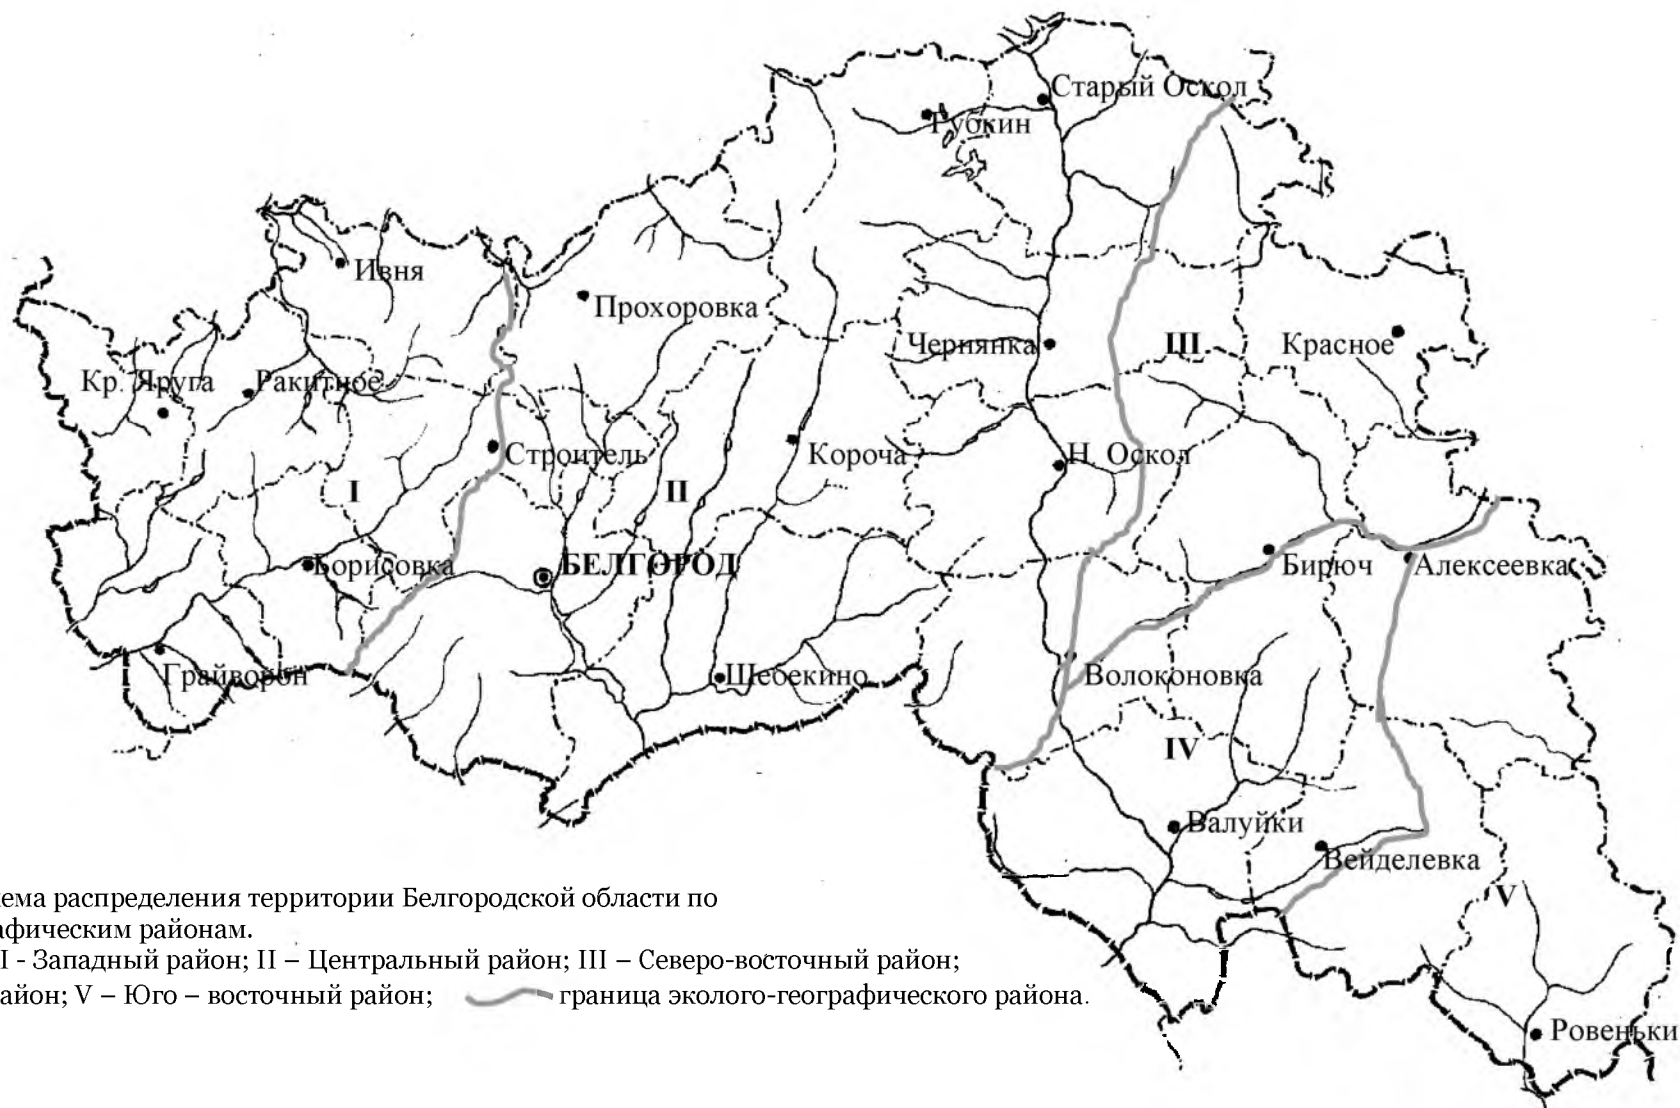 Старый Оскол
Губкин
Ивня
Прохоровка
Чернянка
III
Красное
Кр. Яруга
Ракитное
Строитель
Короча
Н. Оскол
I
II
Борисовка
БЕЛГОРОД
Бирюч
Алексеевка
Грайворон
Шебекино
Волоконовка
IV
Валуйки
Вейделевка
V
ема распределения территории Белгородской области по
афическим районам.
I - Западный район; II – Центральный район; III – Северо-восточный район;
айон; V – Юго – восточный район; граница эколого-географического района.
Ровеньки